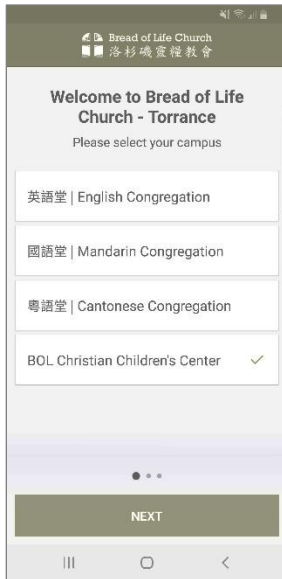 Bread of Life Church
洛杉磯靈糧教會
Welcome to Bread of Life
Church - Torrance
Please select your campus
英語堂 | English Congregation
國語堂 | Mandarin Congregation
粵語堂 | Cantonese Congregation
BOL Christian Children's Center
NEXT